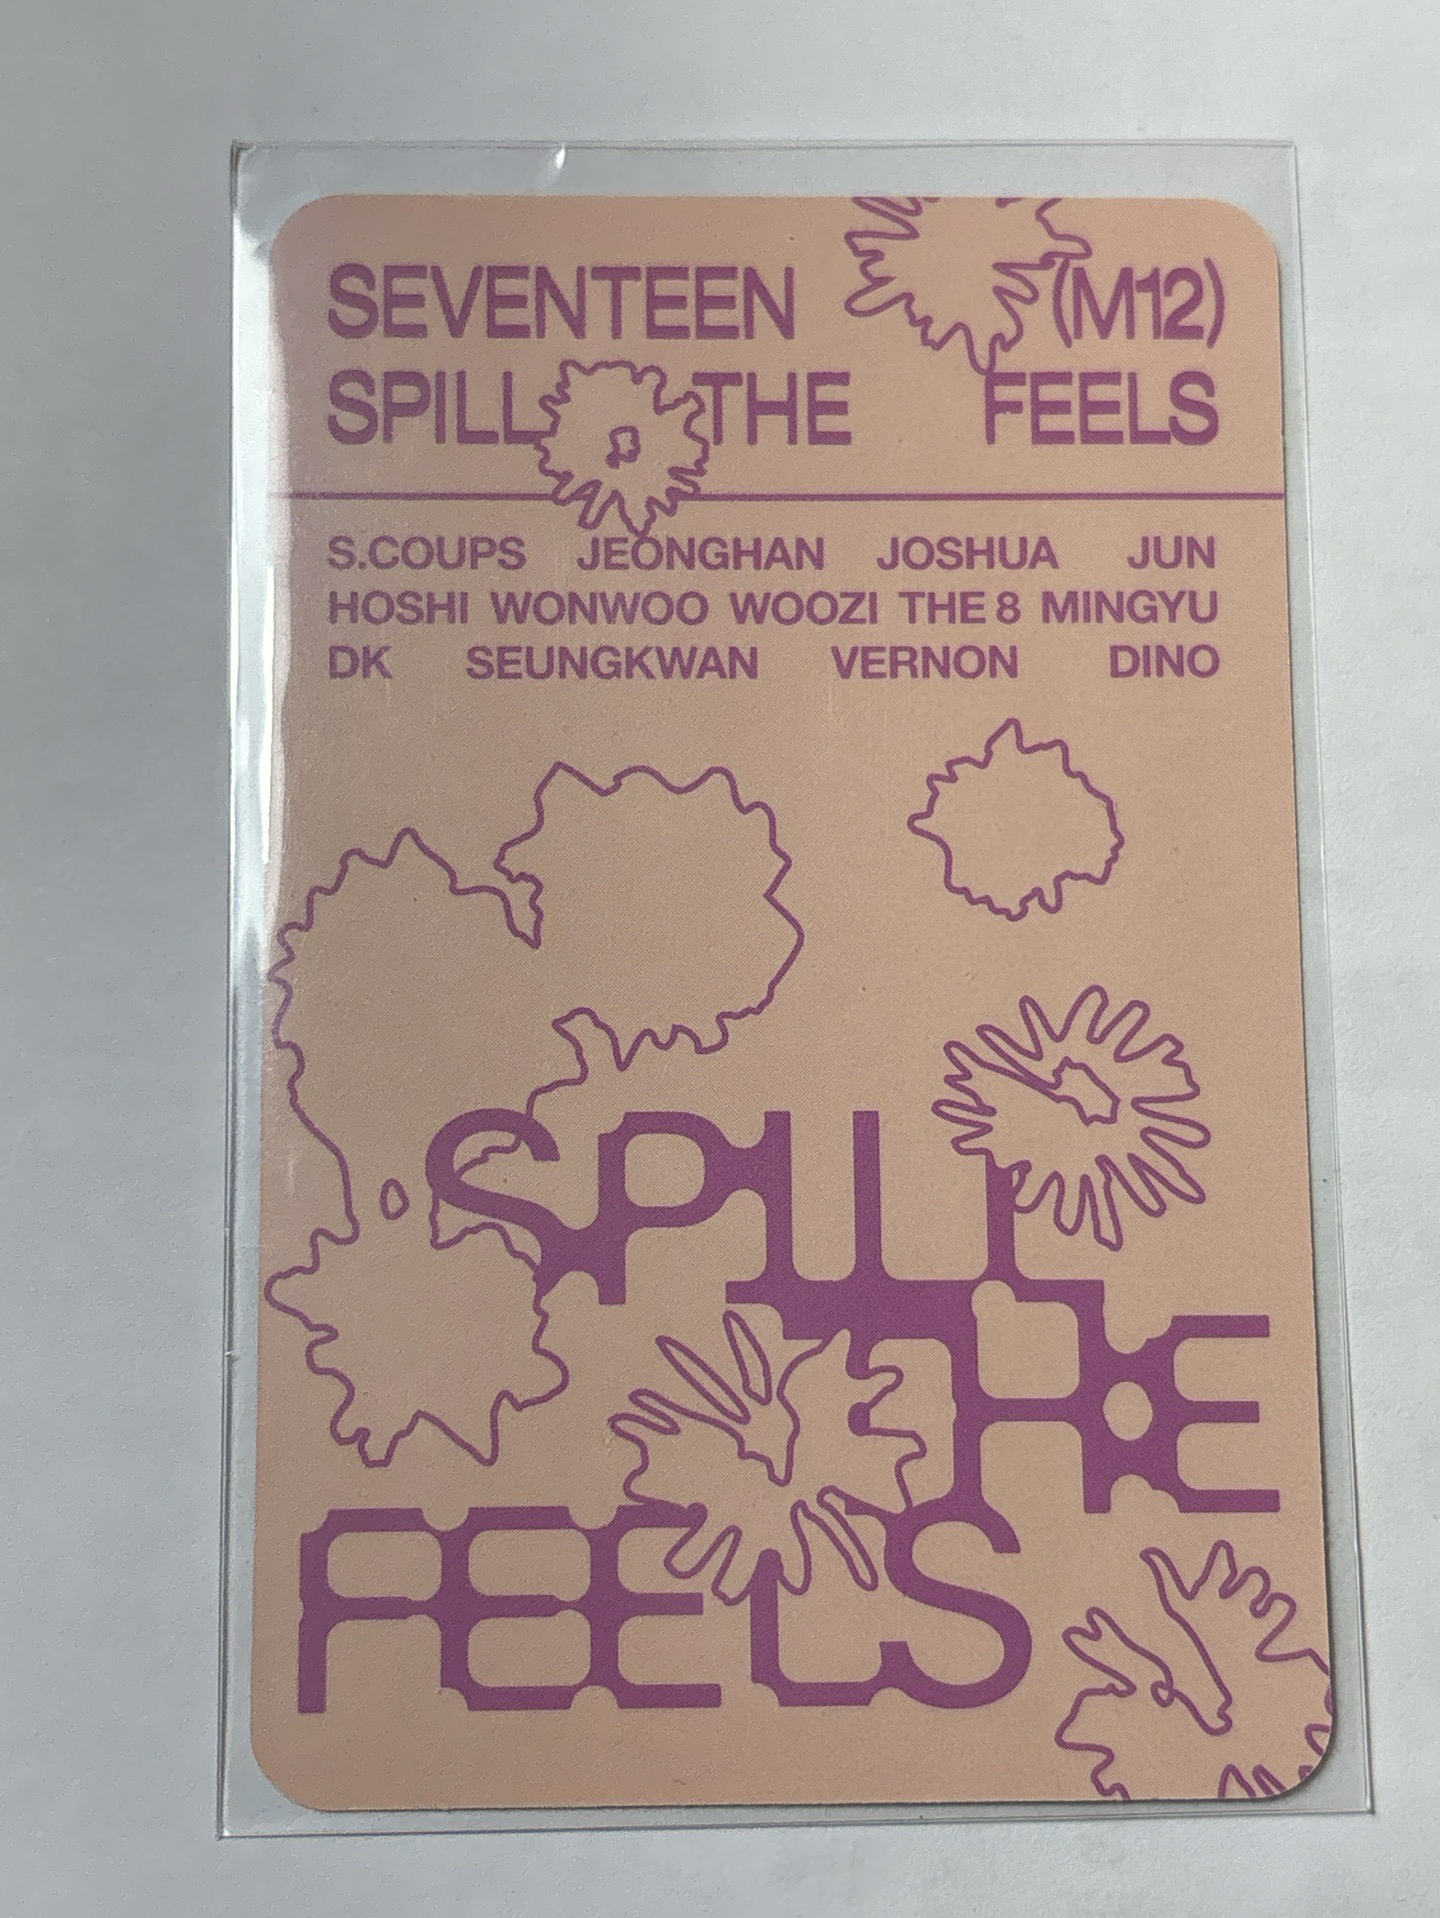 SEVENTEEN (M12)
SPILL THE FEELS
S.COUPS JEONGHAN JOSHUA JUN
HOSHI WONWOO WOOZI THE 8 MINGYU
DK SEUNGKWAN VERNON DINO
SPILL
THE
FEELS